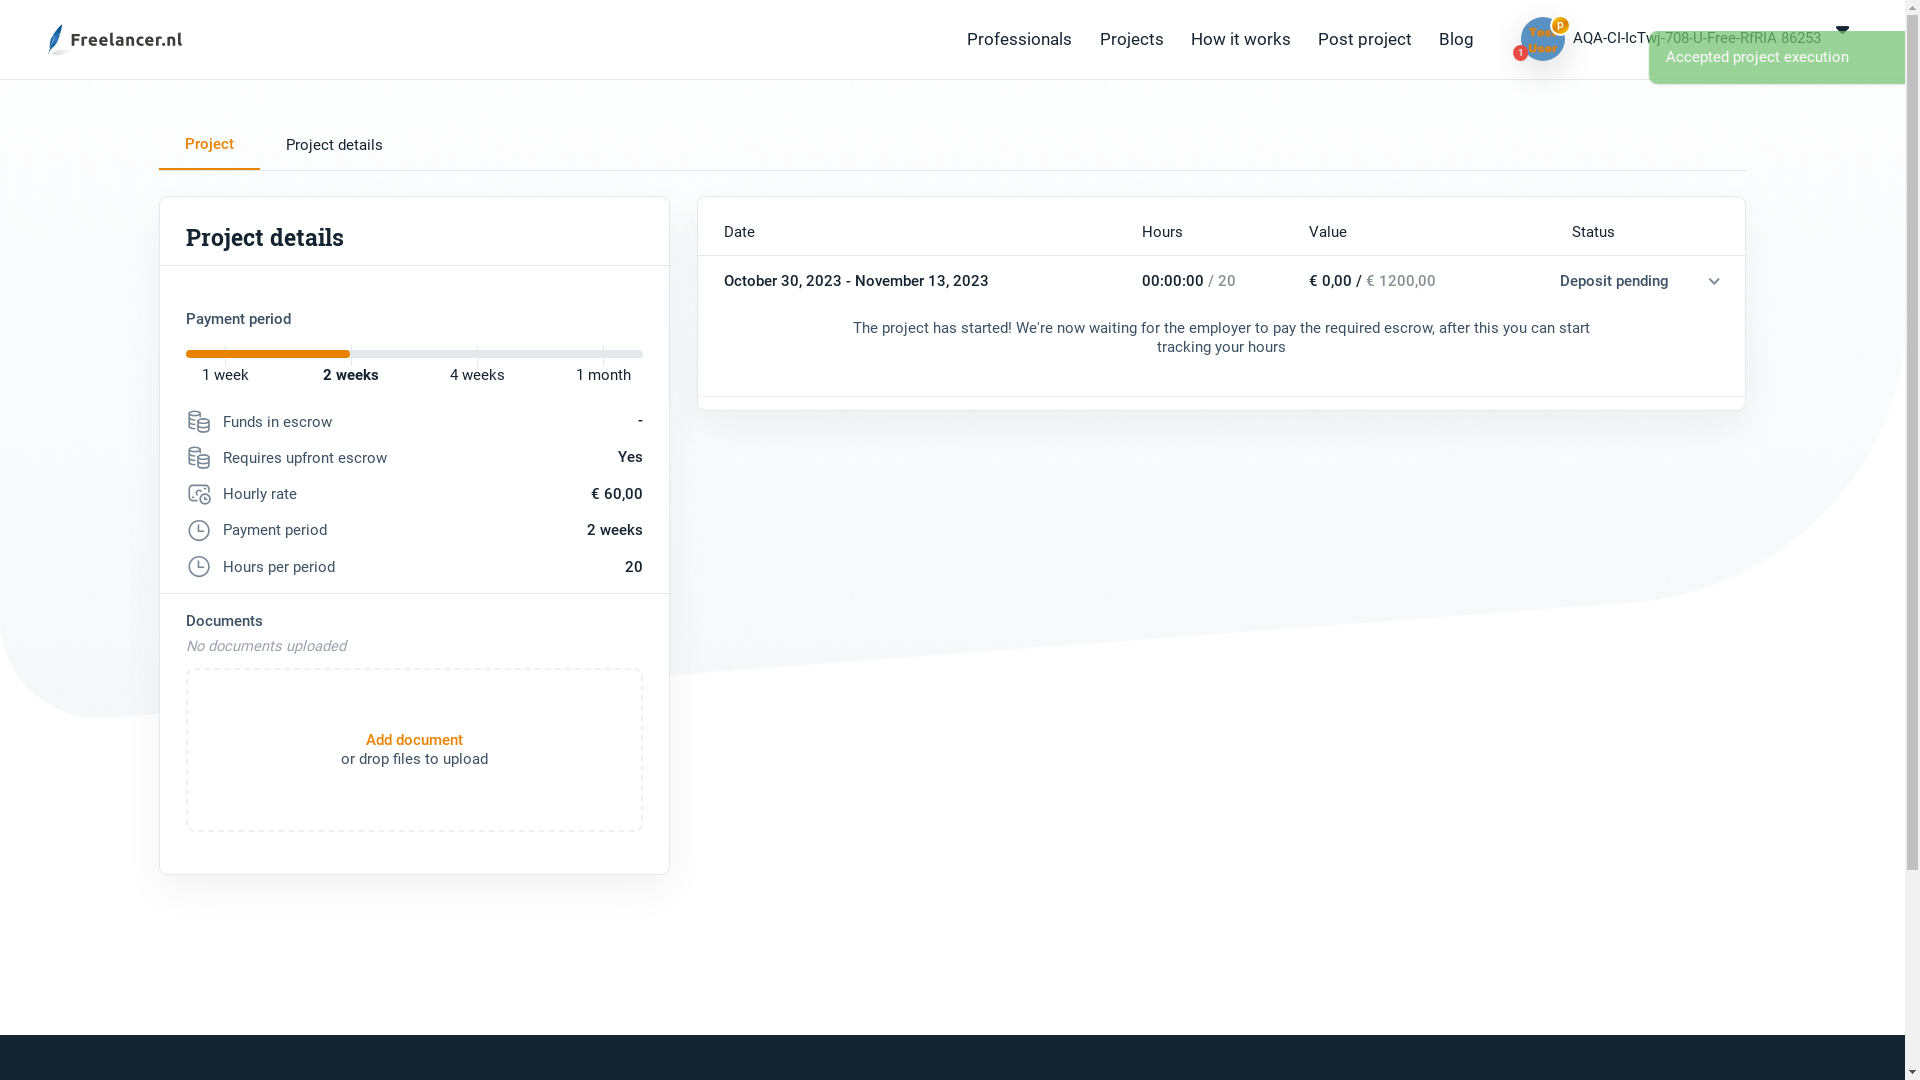 Freelancer.nl
Professionals
Projects
How it works
Post project
Blog
Test
User
p
1
AQA-CI-IcTwj-708-U-Free-RfRIA 86253
Accepted project execution
Project
Project details
Project details
Payment period
1 week
2 weeks
4 weeks
1 month
Funds in escrow -
Requires upfront escrow Yes
Hourly rate € 60,00
Payment period 2 weeks
Hours per period 20
Documents
No documents uploaded
Add document
or drop files to upload
Date Hours Value Status
October 30, 2023 - November 13, 2023 00:00:00 / 20 € 0,00 / € 1200,00 Deposit pending
The project has started! We're now waiting for the employer to pay the required escrow, after this you can start
tracking your hours